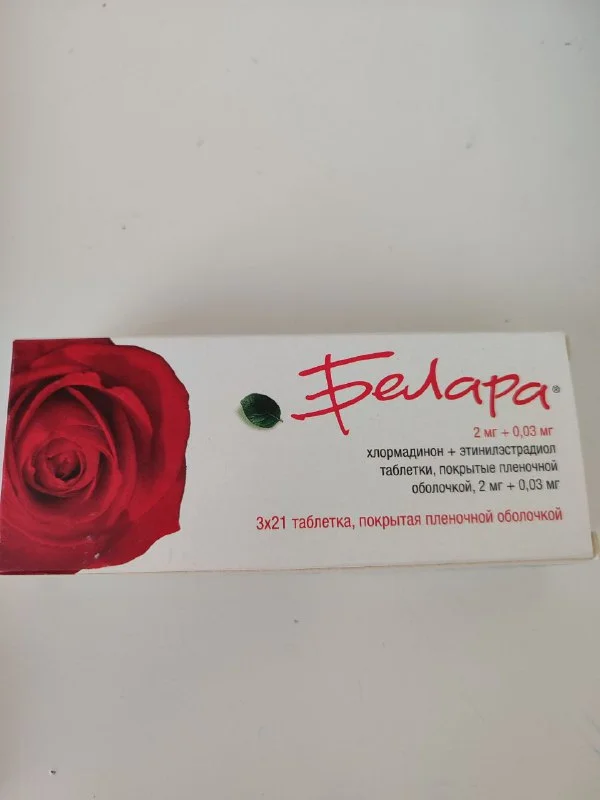 Белара®
2 мг + 0,03 мг
хлормадинон + этинилэстрадиол
таблетки, покрытые пленочной
оболочкой, 2 мг + 0,03 мг
3x21 таблетка, покрытая пленочной оболочкой